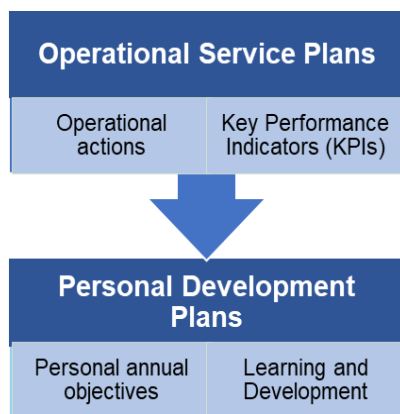 Operational Service Plans
Operational
actions
Key Performance
Indicators (KPIs)
Personal Development
Plans
Personal annual
objectives
Learning and
Development